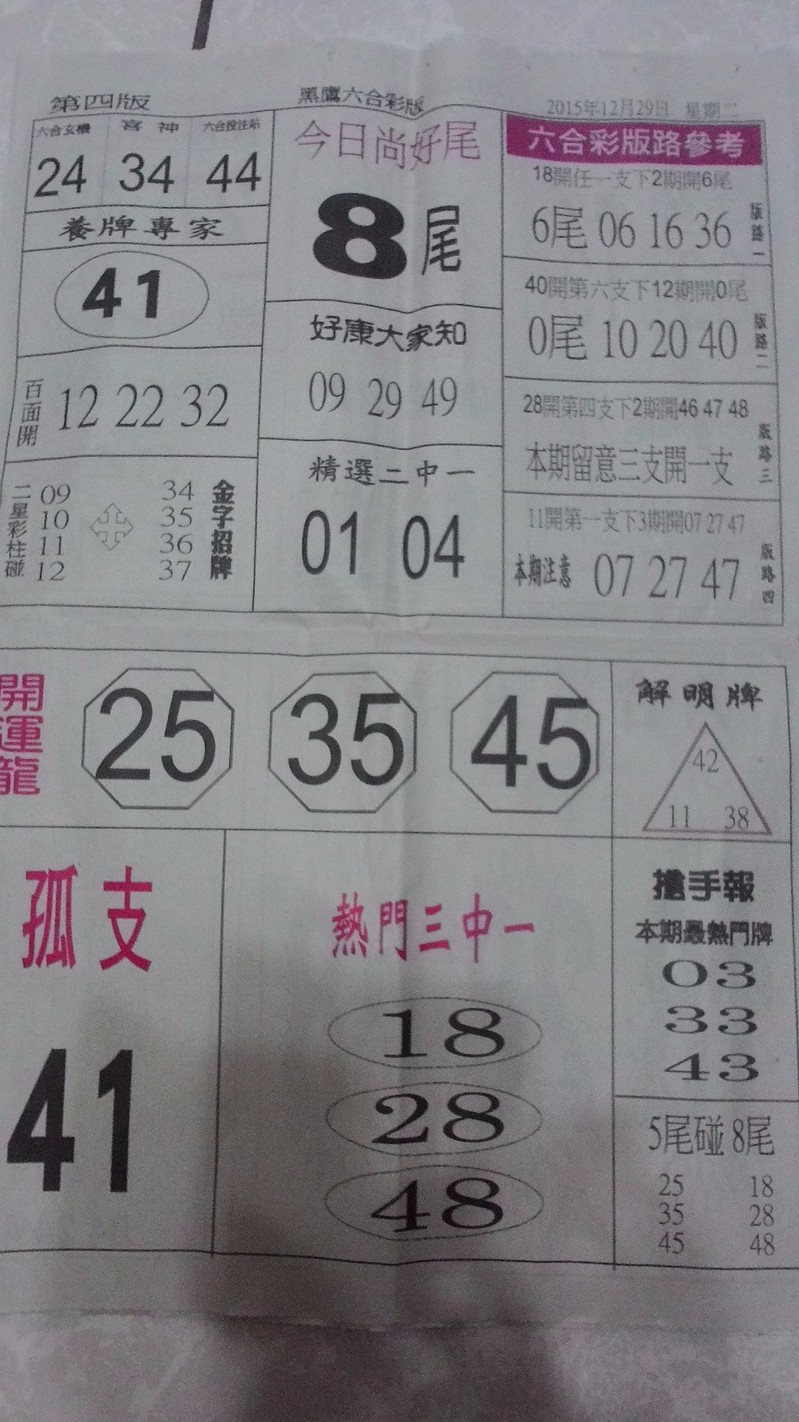 第四版
黑鷹六合彩版
2015年12月29日 星期二
六合玄機 喜神 六合投注站
24 34 44
養牌專家
41
百面開
12 22 32
二星彩柱碰
09 34
10 35
11 36
12 37
金字招牌
今日尚好尾
8尾
好康大家知
09 29 49
精選二中一
01 04
六合彩版路參考
18開任一支下2期開6尾
6尾 06 16 36
版路一
40開第六支下12期開0尾
0尾 10 20 40
版路二
28開第四支下2期開46 47 48
本期留意三支開一支
版路三
11開第一支下3期開07 27 47
本期注意 07 27 47
版路四
開運龍
25 35 45
解明牌
42
11 38
孤支
41
熱門三中一
18
28
48
搶手報
本期最熱門牌
03
33
43
5尾碰8尾
25 18
35 28
45 48